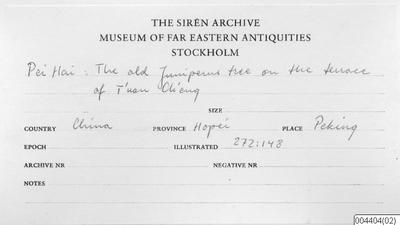 THE SIRÉN ARCHIVE
MUSEUM OF FAR EASTERN ANTIQUITIES
STOCKHOLM
Pei Hai : The old Juniperus tree on the terrace
of T'uan Ch'eng
SIZE
COUNTRY China PROVINCE Hopei PLACE Peking
EPOCH ILLUSTRATED 272:148
ARCHIVE NR NEGATIVE NR
NOTES
004404(02)